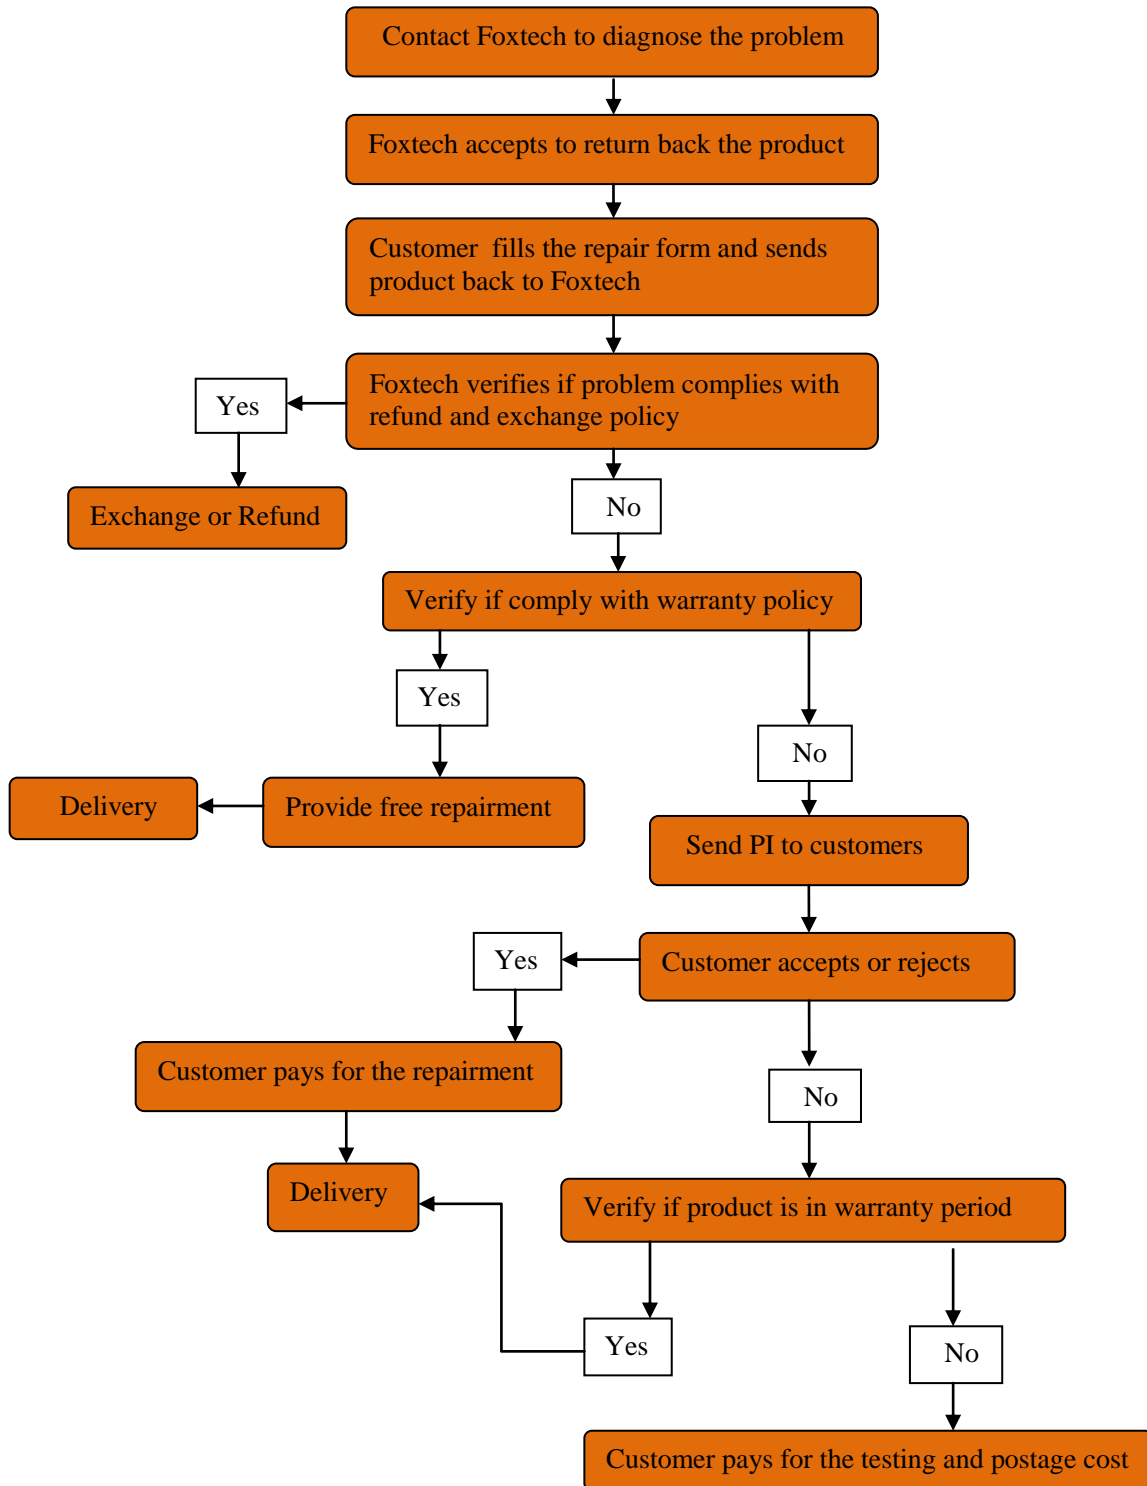 Contact Foxtech to diagnose the problem
Foxtech accepts to return back the product
Customer fills the repair form and sends
product back to Foxtech
Foxtech verifies if problem complies with
refund and exchange policy
Yes
Exchange or Refund
No
Verify if comply with warranty policy
Yes
No
Delivery
Provide free repairment
Send PI to customers
Yes
Customer accepts or rejects
Customer pays for the repairment
No
Delivery
Verify if product is in warranty period
Yes
No
Customer pays for the testing and postage cost